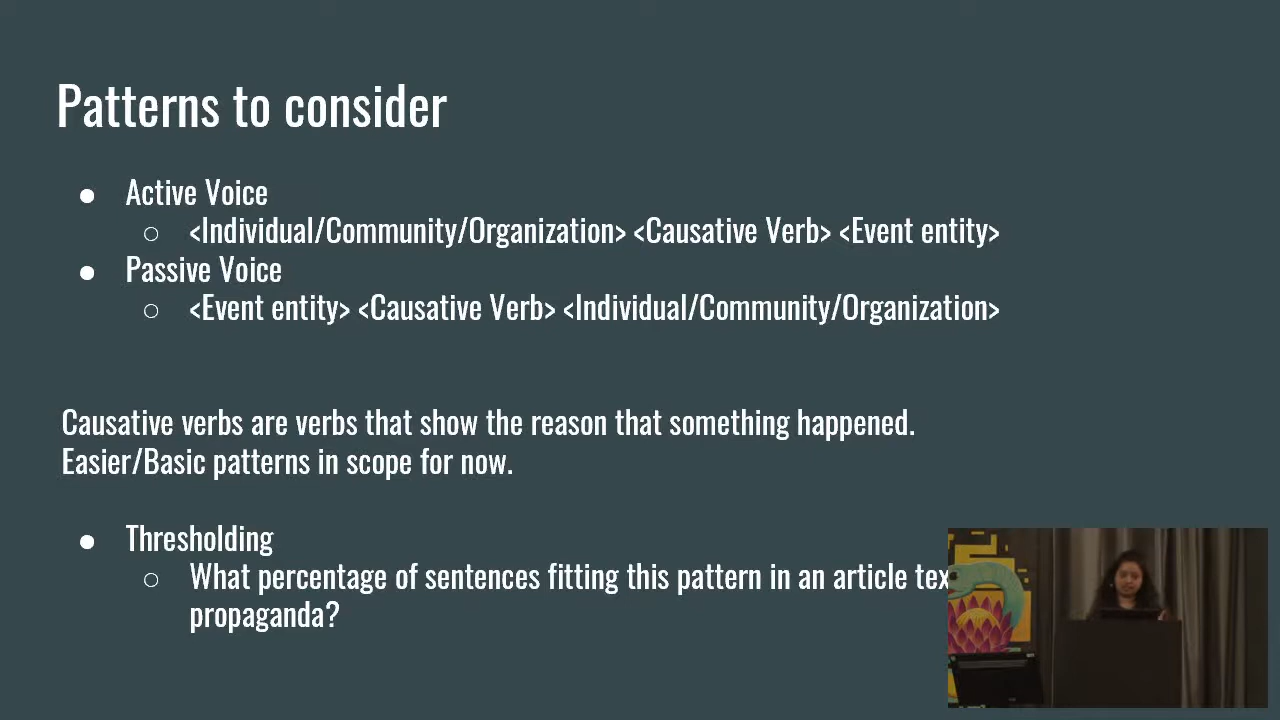 Patterns to consider
● Active Voice
○ <Individual/Community/Organization> <Causative Verb> <Event entity>
● Passive Voice
○ <Event entity> <Causative Verb> <Individual/Community/Organization>
Causative verbs are verbs that show the reason that something happened.
Easier/Basic patterns in scope for now.
● Thresholding
○ What percentage of sentences fitting this pattern in an article
propaganda?